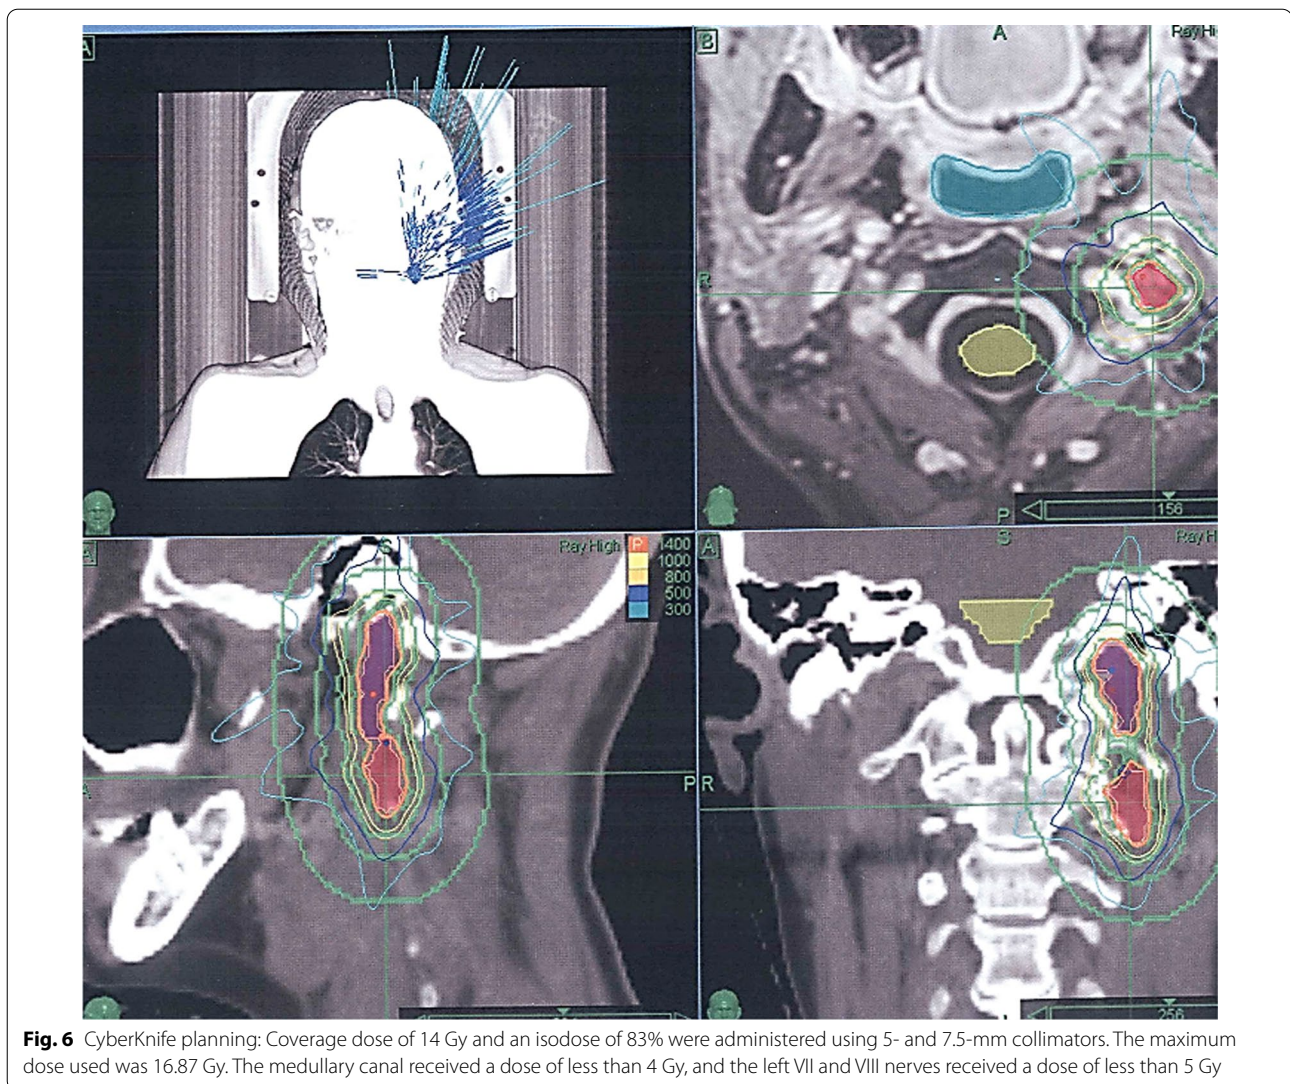 A
B
A
Ray Hi
R
P
156
A
S
Ray High
P 1400
1000
800
500
300
A
P
A
S
Ray H
R
256
Fig. 6 CyberKnife planning: Coverage dose of 14 Gy and an isodose of 83% were administered using 5- and 7.5-mm collimators. The maximum
dose used was 16.87 Gy. The medullary canal received a dose of less than 4 Gy, and the left VII and VIII nerves received a dose of less than 5 Gy